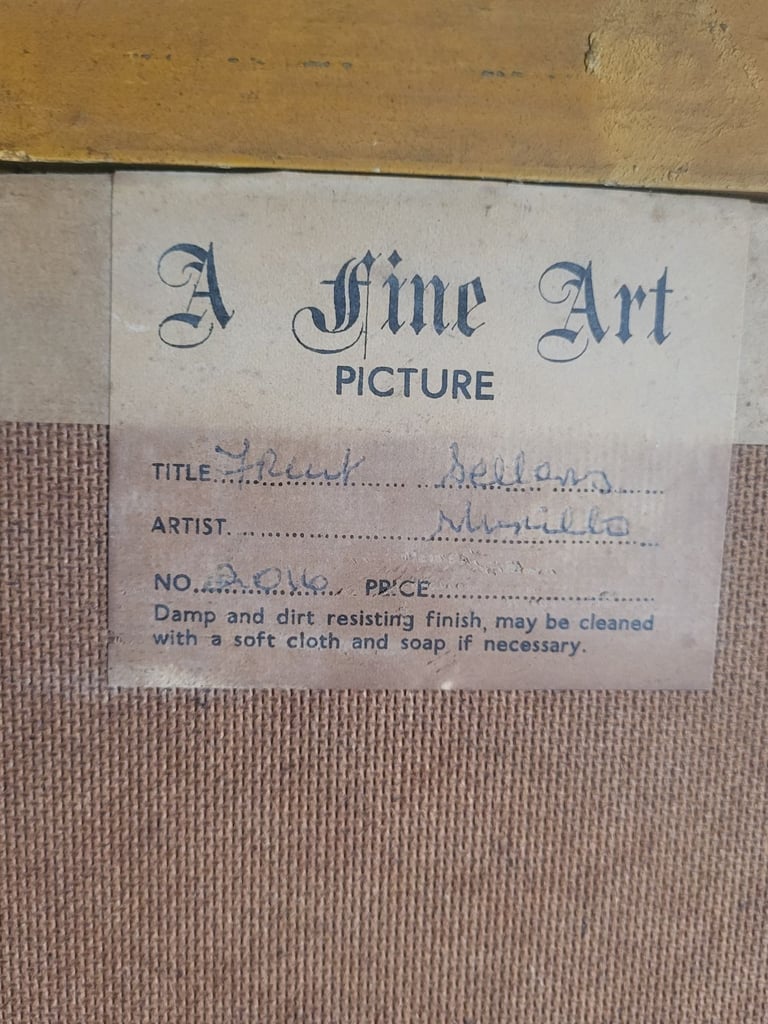 A Fine Art
PICTURE
TITLE Fruit Sellers
ARTIST. Murillo
NO. 2016 PRICE
Damp and dirt resisting finish, may be cleaned
with a soft cloth and soap if necessary.